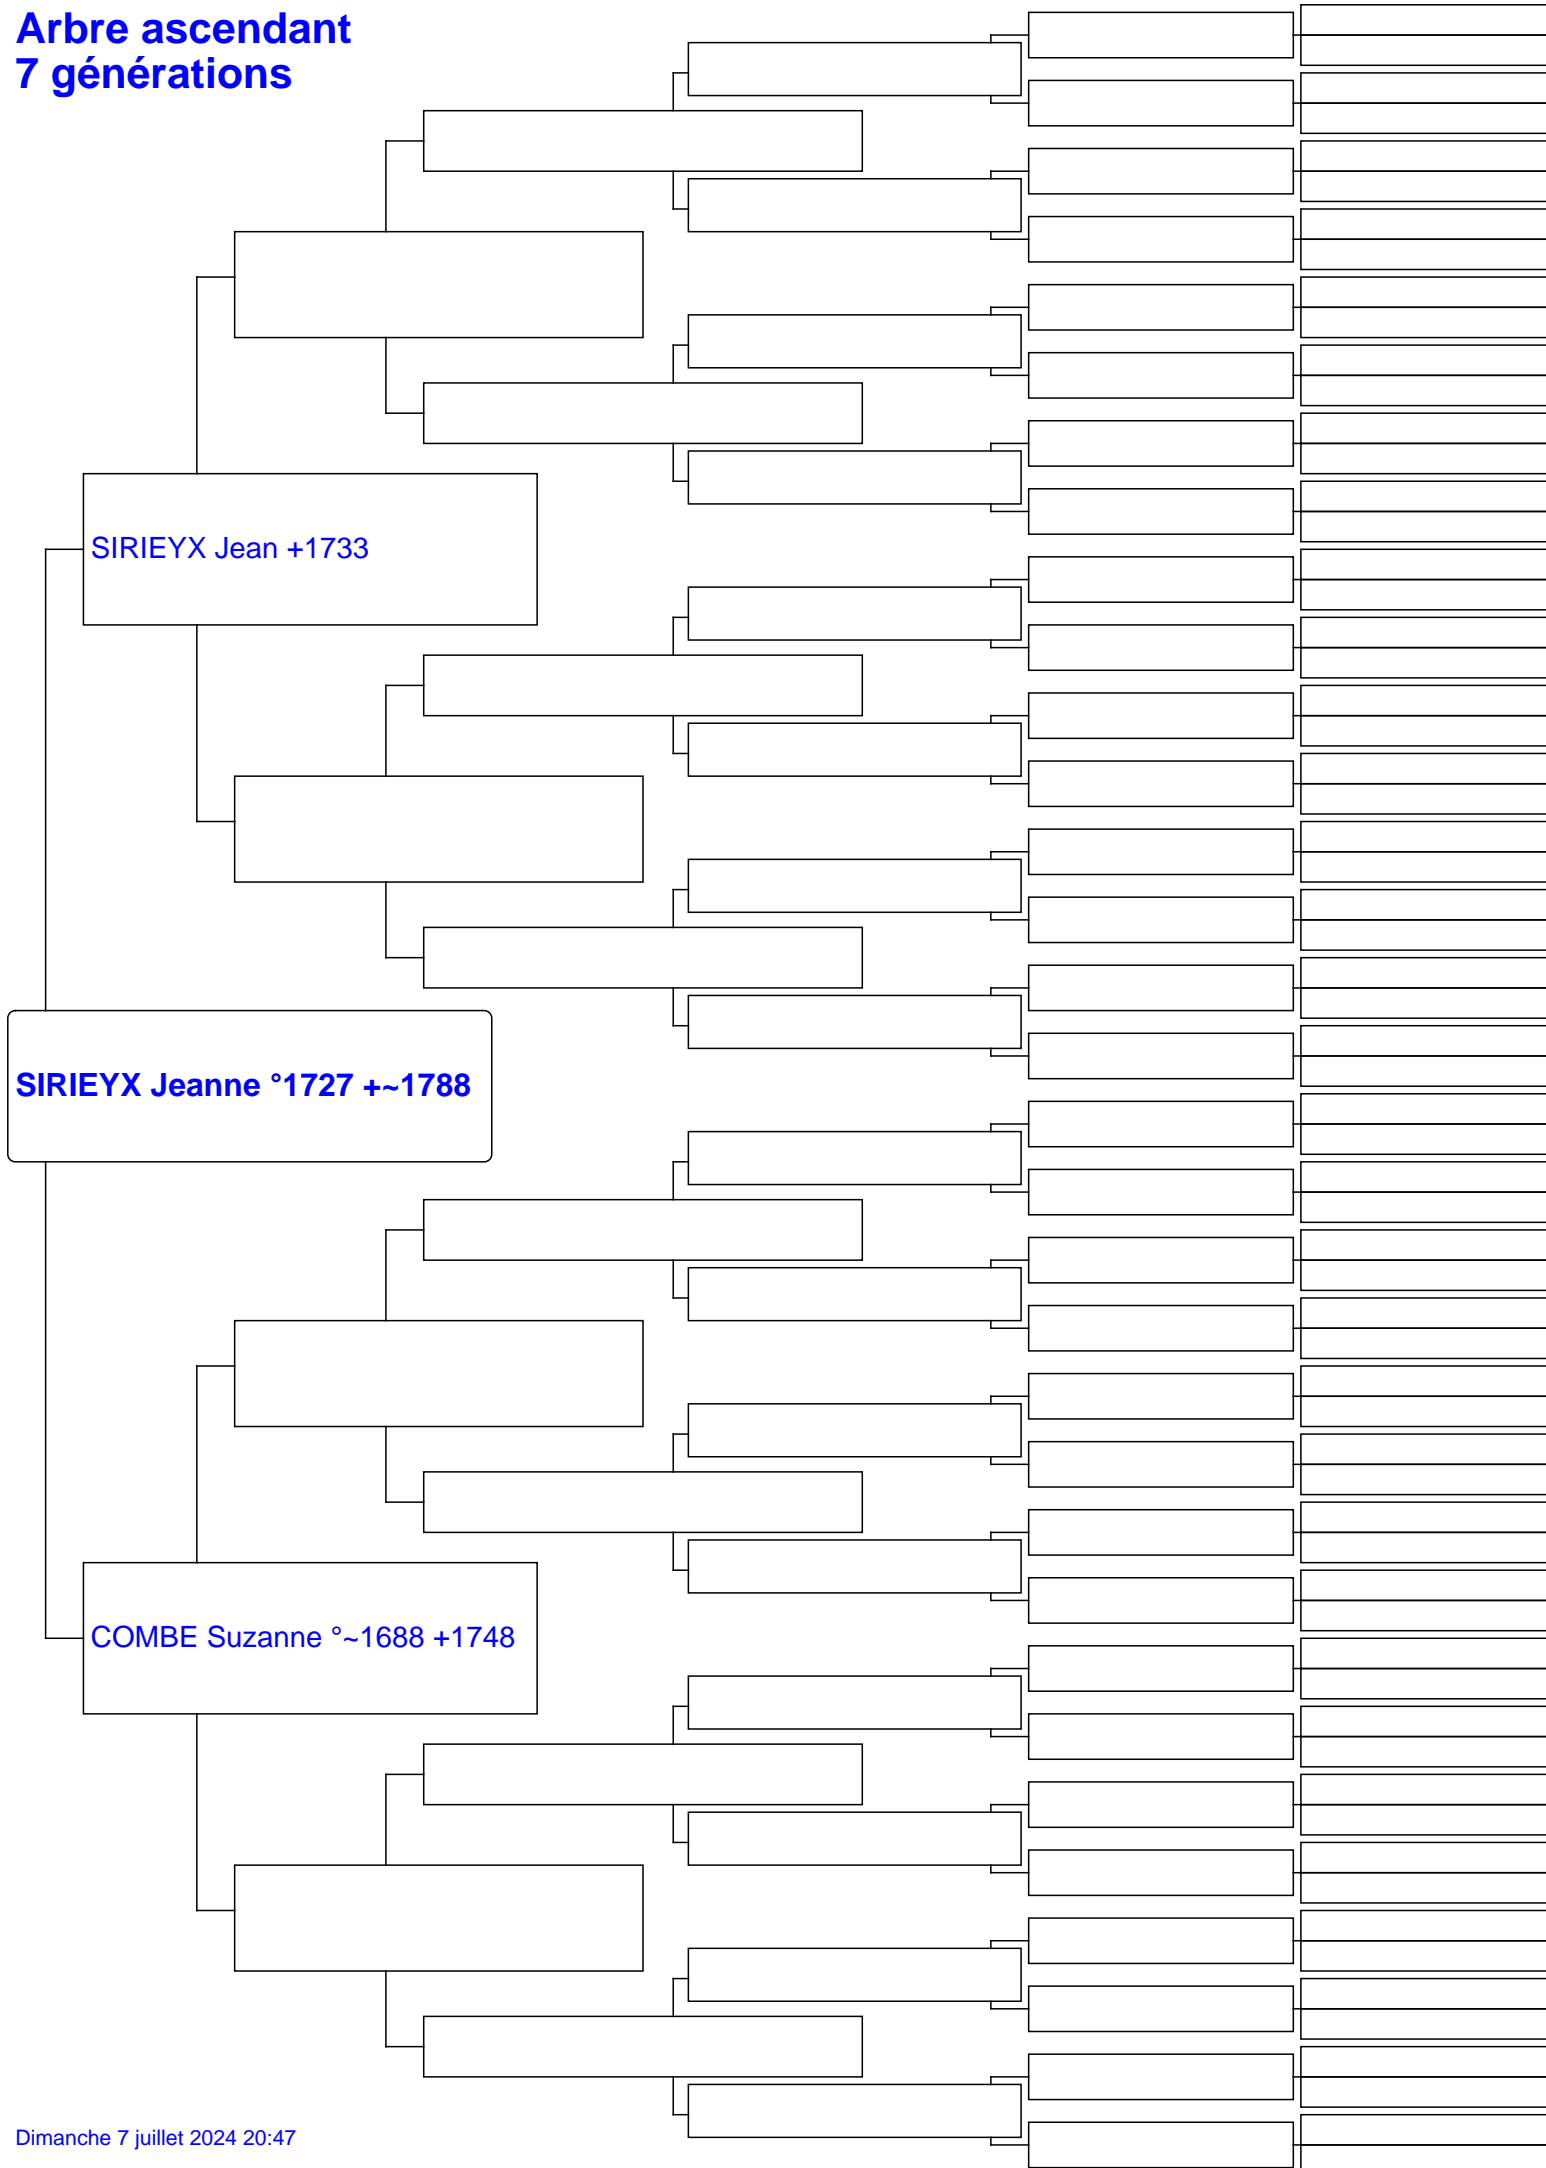 Arbre ascendant
7 générations
SIRIEYX Jean +1733
SIRIEYX Jeanne °1727 +~1788
COMBE Suzanne °~1688 +1748
Dimanche 7 juillet 2024 20:47